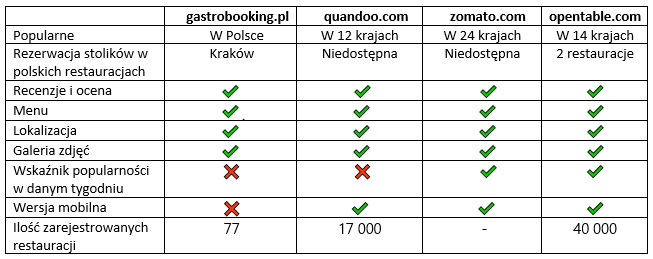 gastrobooking.pl quandoo.com zomato.com opentable.com
Popularne W Polsce W 12 krajach W 24 krajach W 14 krajach
Rezerwacja stolików w Kraków Niedostępna Niedostępna 2 restauracje
polskich restauracjach
Recenzje i ocena
Menu
Lokalizacja
Galeria zdjęć
Wskaźnik popularności
w danym tygodniu
Wersja mobilna
Ilość zarejestrowanych 77 17 000 - 40 000
restauracji